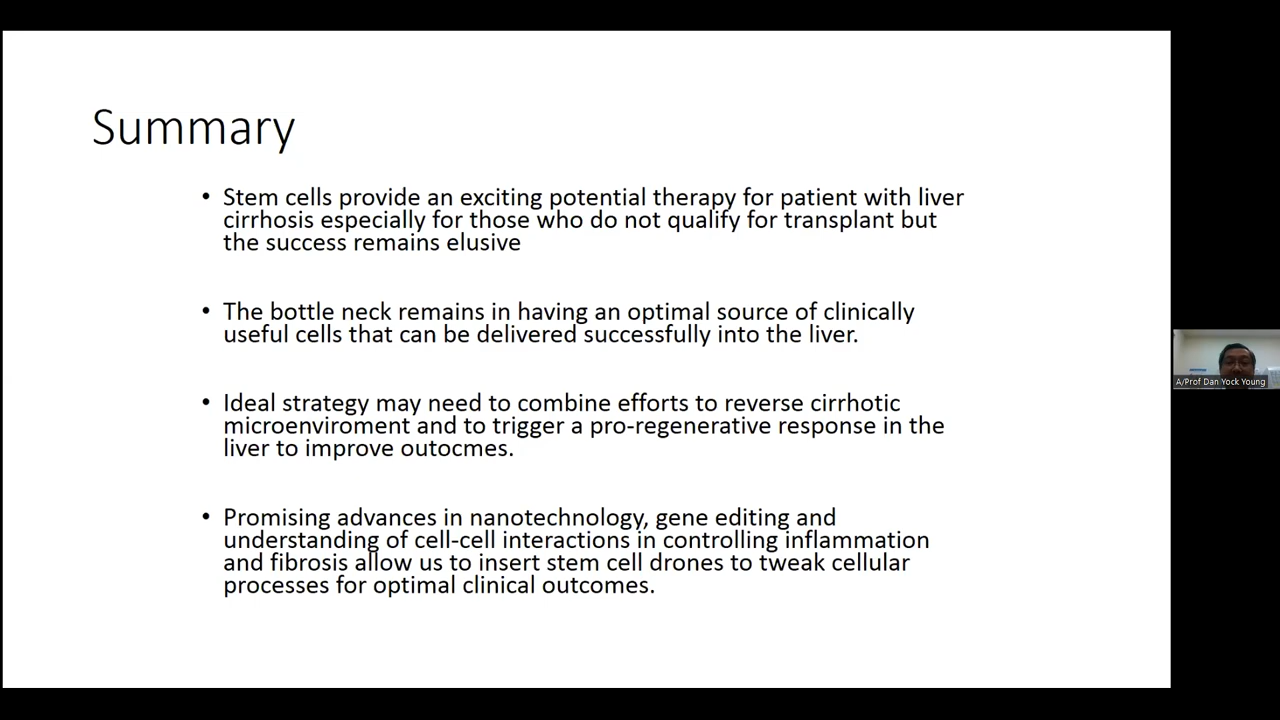 Summary
• Stem cells provide an exciting potential therapy for patient with liver
cirrhosis especially for those who do not qualify for transplant but
the success remains elusive
• The bottle neck remains in having an optimal source of clinically
useful cells that can be delivered successfully into the liver.
• Ideal strategy may need to combine efforts to reverse cirrhotic
microenviroment and to trigger a pro-regenerative response in the
liver to improve outocmes.
• Promising advances in nanotechnology, gene editing and
understanding of cell-cell interactions in controlling inflammation
and fibrosis allow us to insert stem cell drones to tweak cellular
processes for optimal clinical outcomes.
A/Prof Dan Yock Young